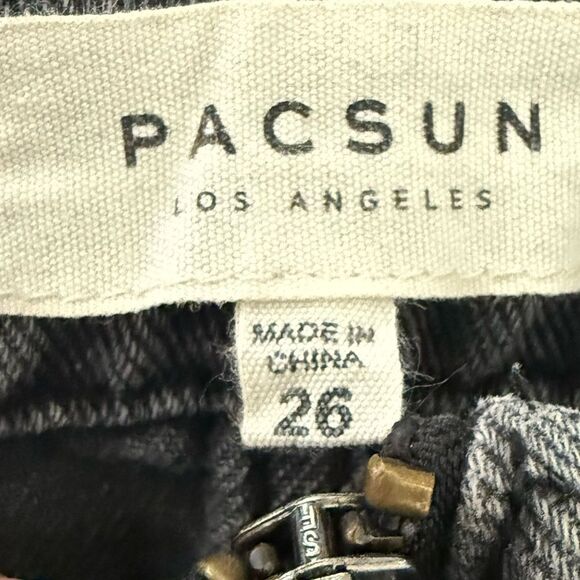 PACSUN
LOS ANGELES
MADE IN
CHINA
26